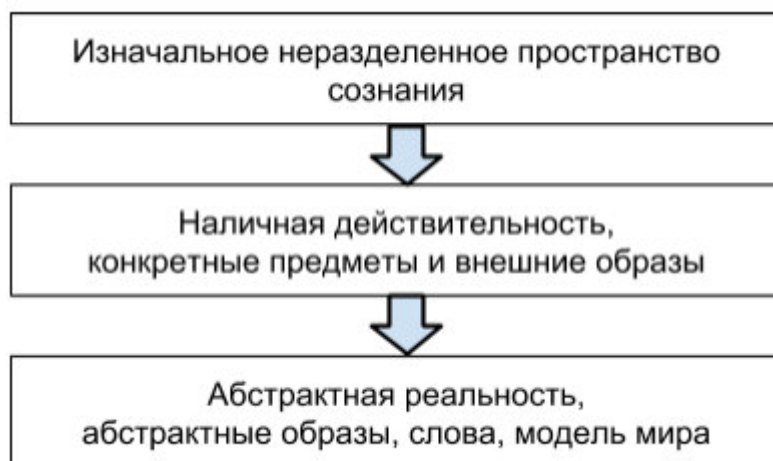 Изначальное неразделенное пространство
сознания
Наличная действительность,
конкретные предметы и внешние образы
Абстрактная реальность,
абстрактные образы, слова, модель мира